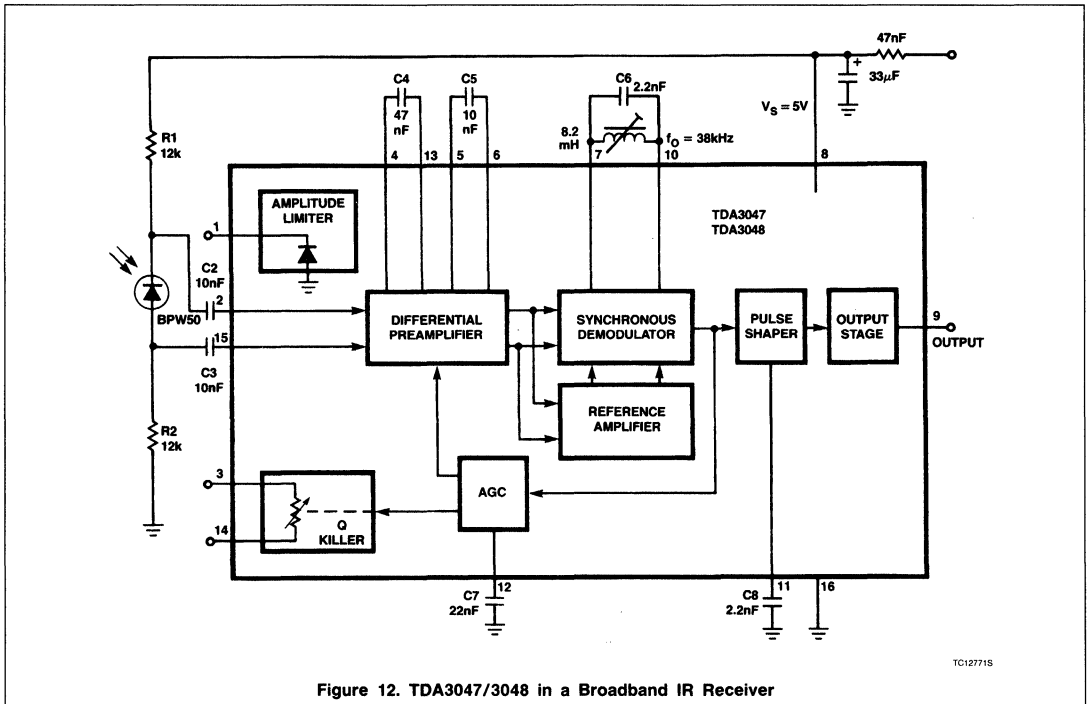 47nF
+
33μF
V_S = 5V
C4
47
nF
C5
10
nF
C6
2.2nF
8.2
mH
f_O = 38kHz
4
13
5
6
7
10
8
R1
12k
TDA3047
TDA3048
AMPLITUDE
LIMITER
1
C2
10nF
2
BPW50
15
C3
10nF
DIFFERENTIAL
PREAMPLIFIER
SYNCHRONOUS
DEMODULATOR
PULSE
SHAPER
OUTPUT
STAGE
9
OUTPUT
REFERENCE
AMPLIFIER
R2
12k
3
14
Q
KILLER
AGC
12
C7
22nF
11
C8
2.2nF
16
TC12771S
Figure 12. TDA3047/3048 in a Broadband IR Receiver